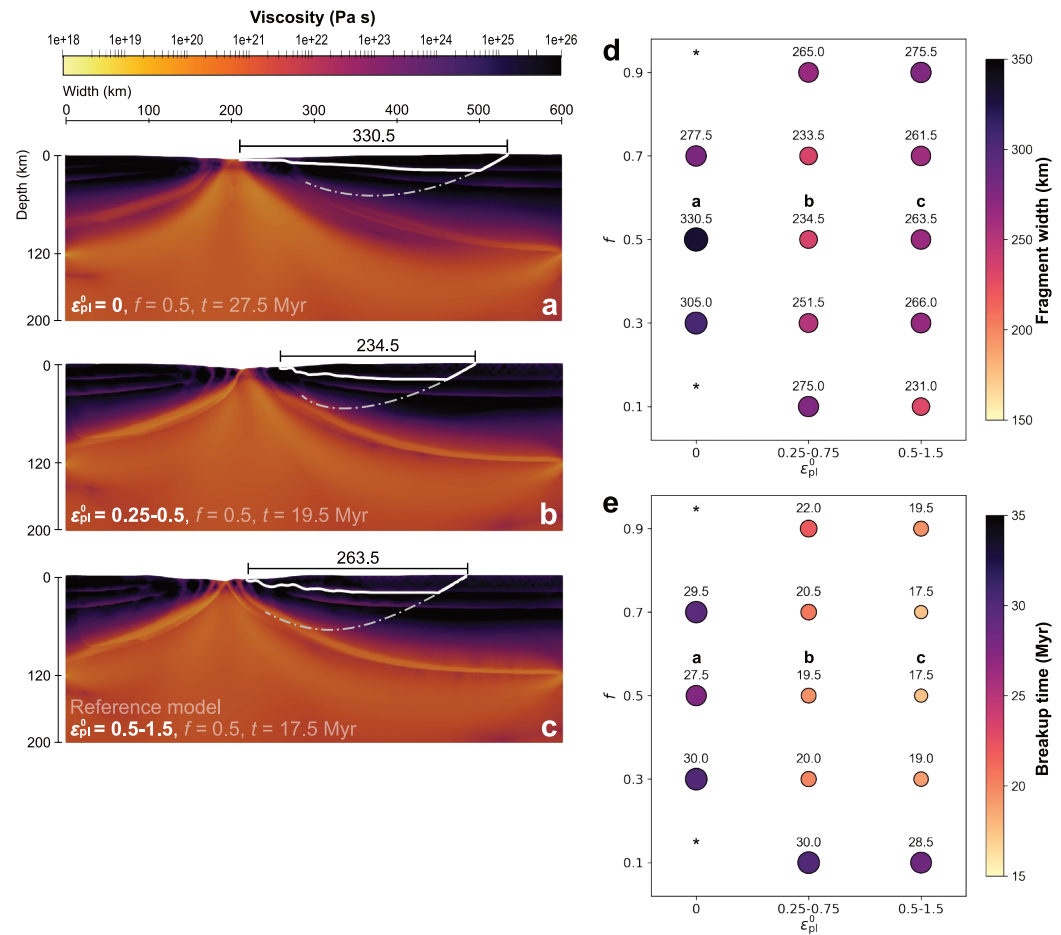 Viscosity (Pa s)
1e+18 1e+19 1e+20 1e+21 1e+22 1e+23 1e+24 1e+25 1e+26
Width (km)
0 100 200 300 400 500 600
330.5
Depth (km)
0
120
200
ε⁰pl = 0, f = 0.5, t = 27.5 Myr
a
234.5
0
120
200
ε⁰pl = 0.25-0.5, f = 0.5, t = 19.5 Myr
b
263.5
0
120
200
Reference model
ε⁰pl = 0.5-1.5, f = 0.5, t = 17.5 Myr
c
d
* 265.0 275.5
0.9
277.5 233.5 261.5
0.7
a b c
330.5 234.5 263.5
0.5
f
305.0 251.5 266.0
0.3
* 275.0 231.0
0.1
0 0.25-0.75 0.5-1.5
ε⁰pl
350
300
250
200
150
Fragment width (km)
e
* 22.0 19.5
0.9
29.5 20.5 17.5
0.7
a b c
27.5 19.5 17.5
0.5
f
30.0 20.0 19.0
0.3
* 30.0 28.5
0.1
0 0.25-0.75 0.5-1.5
ε⁰pl
35
30
25
20
15
Breakup time (Myr)